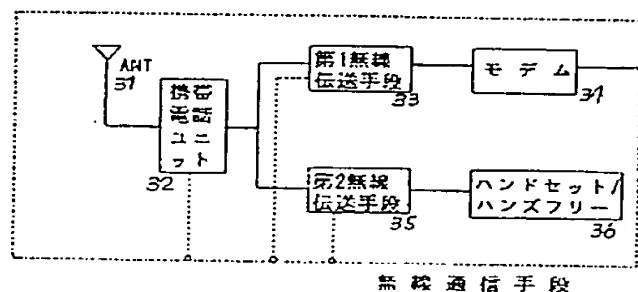 ANT
31
携帯
電話
ユニ
ット
32
第1無線
伝送手段
33
モデム
34
第2無線
伝送手段
35
ハンドセット/
ハンズフリー
36
無線通信手段